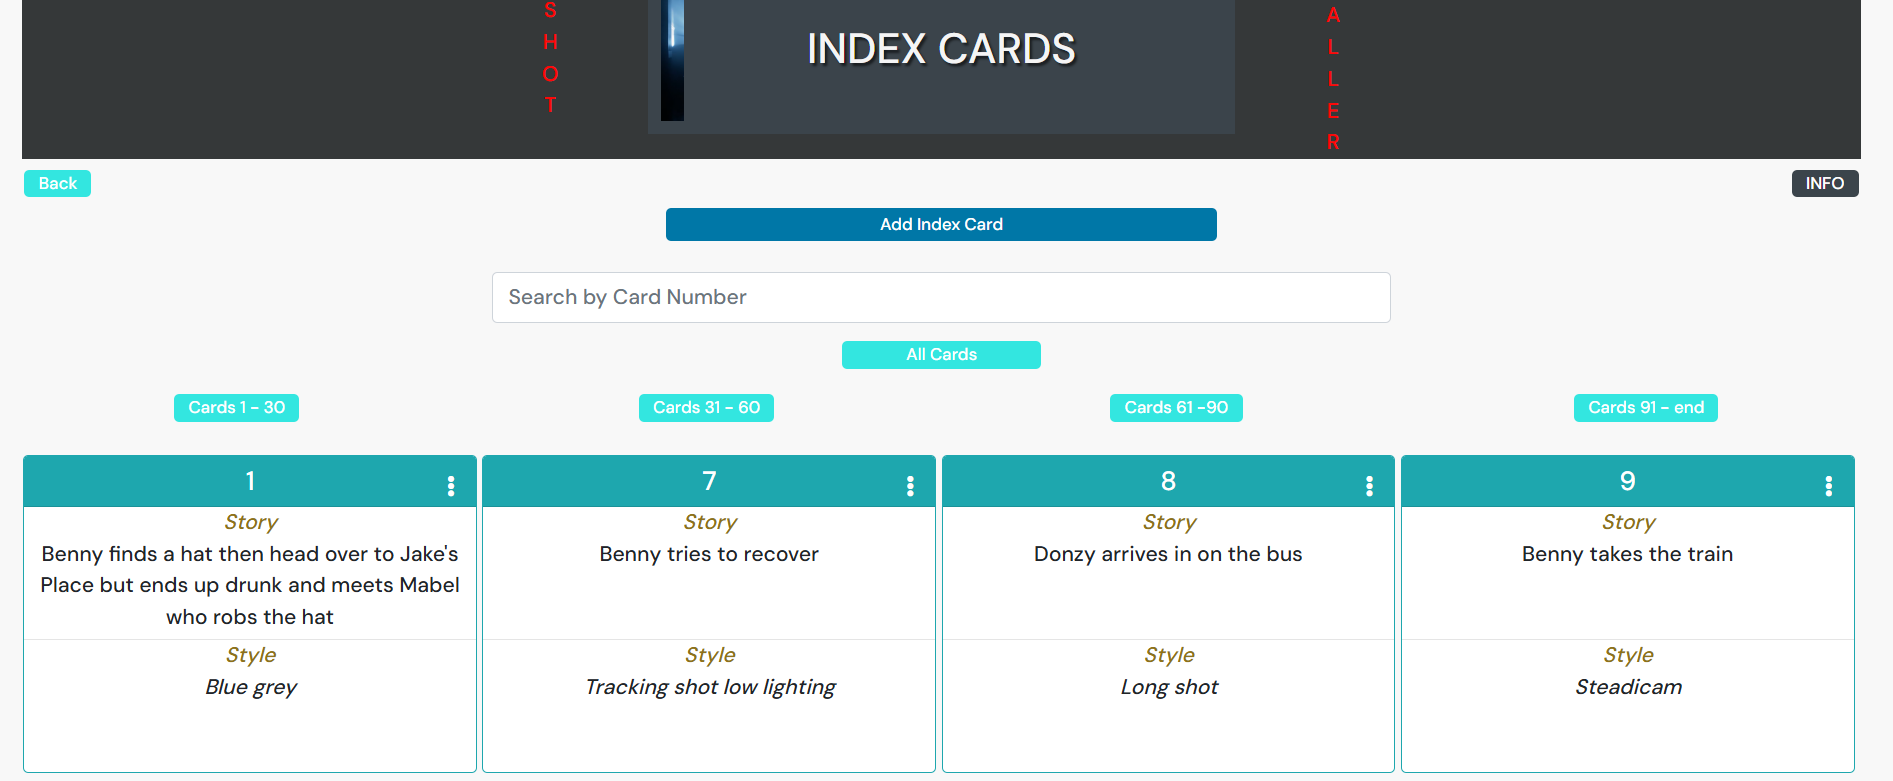 S
H
O
T
INDEX CARDS
A
L
L
E
R
Back
INFO
Add Index Card
Search by Card Number
All Cards
Cards 1 - 30
Cards 31 - 60
Cards 61 -90
Cards 91 - end
1
Story
Benny finds a hat then head over to Jake's
Place but ends up drunk and meets Mabel
who robs the hat
Style
Blue grey
7
Story
Benny tries to recover
Style
Tracking shot low lighting
8
Story
Donzy arrives in on the bus
Style
Long shot
9
Story
Benny takes the train
Style
Steadicam